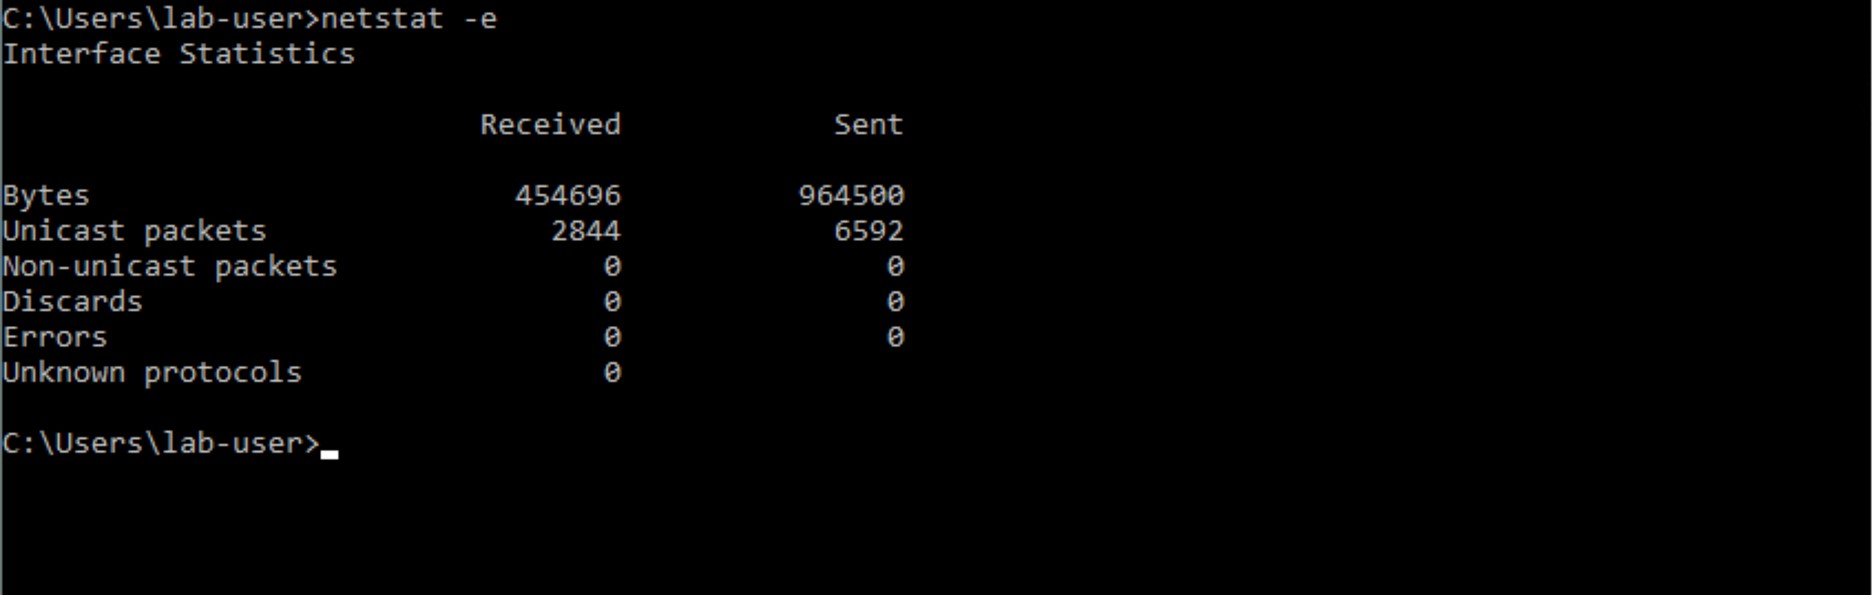 C:\Users\lab-user>netstat -e
Interface Statistics
Received Sent
Bytes 454696 964500
Unicast packets 2844 6592
Non-unicast packets 0 0
Discards 0 0
Errors 0 0
Unknown protocols 0
C:\Users\lab-user>